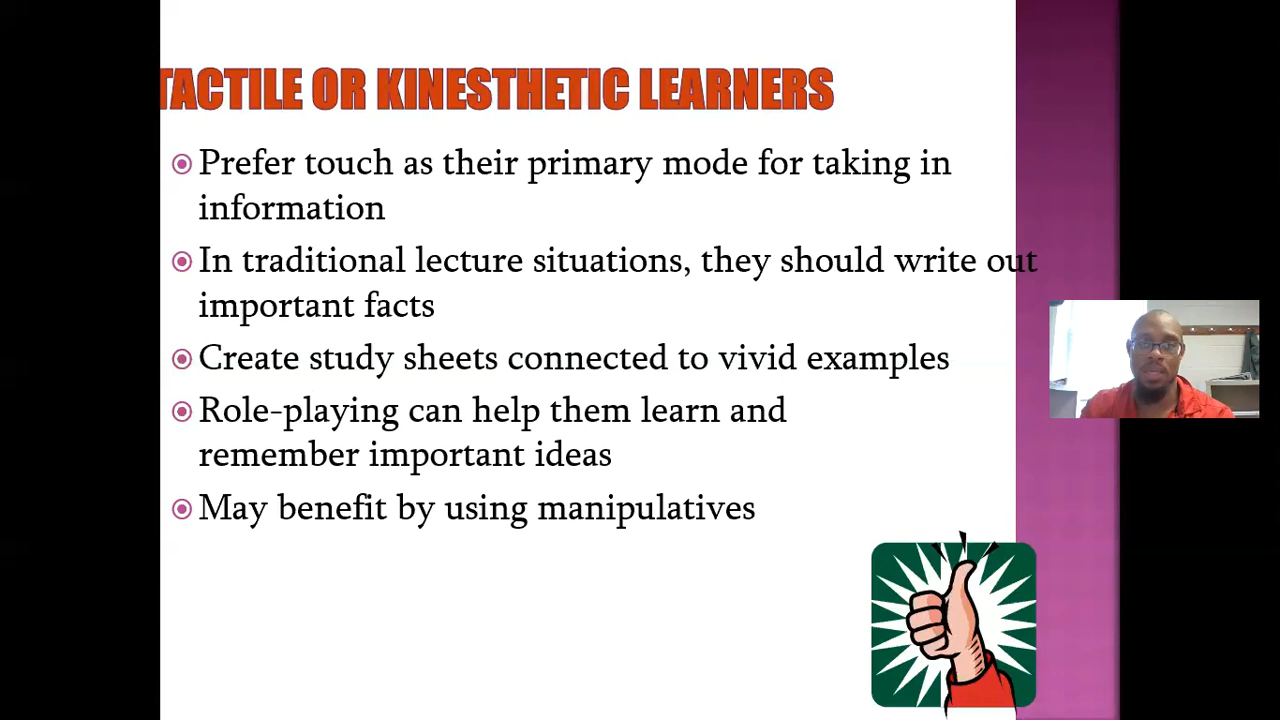 TACTILE OR KINESTHETIC LEARNERS
Prefer touch as their primary mode for taking in
information
In traditional lecture situations, they should write out
important facts
Create study sheets connected to vivid examples
Role-playing can help them learn and
remember important ideas
May benefit by using manipulatives